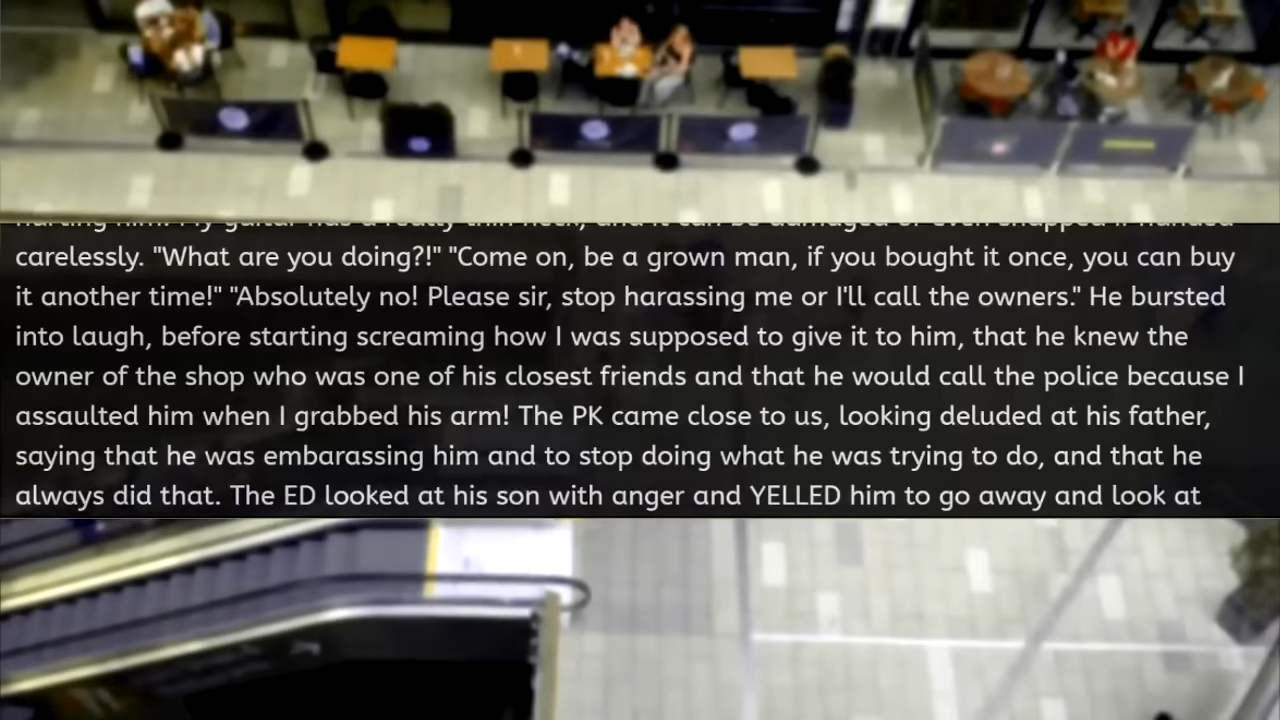 carelessly. "What are you doing?!" "Come on, be a grown man, if you bought it once, you can buy
it another time!" "Absolutely no! Please sir, stop harassing me or I'll call the owners." He bursted
into laugh, before starting screaming how I was supposed to give it to him, that he knew the
owner of the shop who was one of his closest friends and that he would call the police because I
assaulted him when I grabbed his arm! The PK came close to us, looking deluded at his father,
saying that he was embarassing him and to stop doing what he was trying to do, and that he
always did that. The ED looked at his son with anger and YELLED him to go away and look at